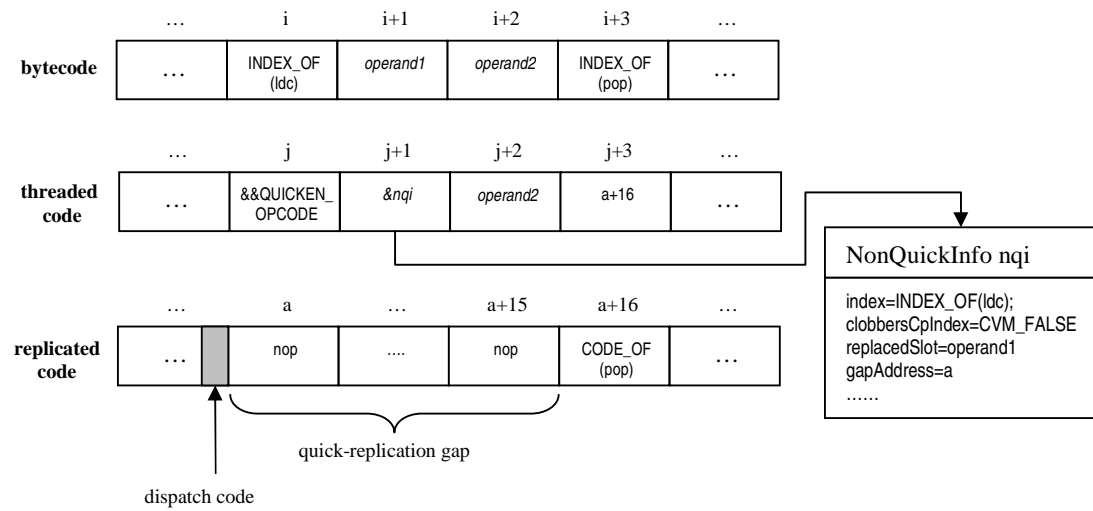 … i i+1 i+2 i+3 …
bytecode … INDEX_OF (ldc) operand1 operand2 INDEX_OF (pop) …
… j j+1 j+2 j+3 …
threaded code … &&QUICKEN_ OPCODE &nqi operand2 a+16 …
NonQuickInfo nqi
index=INDEX_OF(ldc);
clobbersCpIndex=CVM_FALSE
replacedSlot=operand1
gapAddress=a
……
… a … a+15 a+16 …
replicated code … nop …. nop CODE_OF (pop) …
quick-replication gap
dispatch code